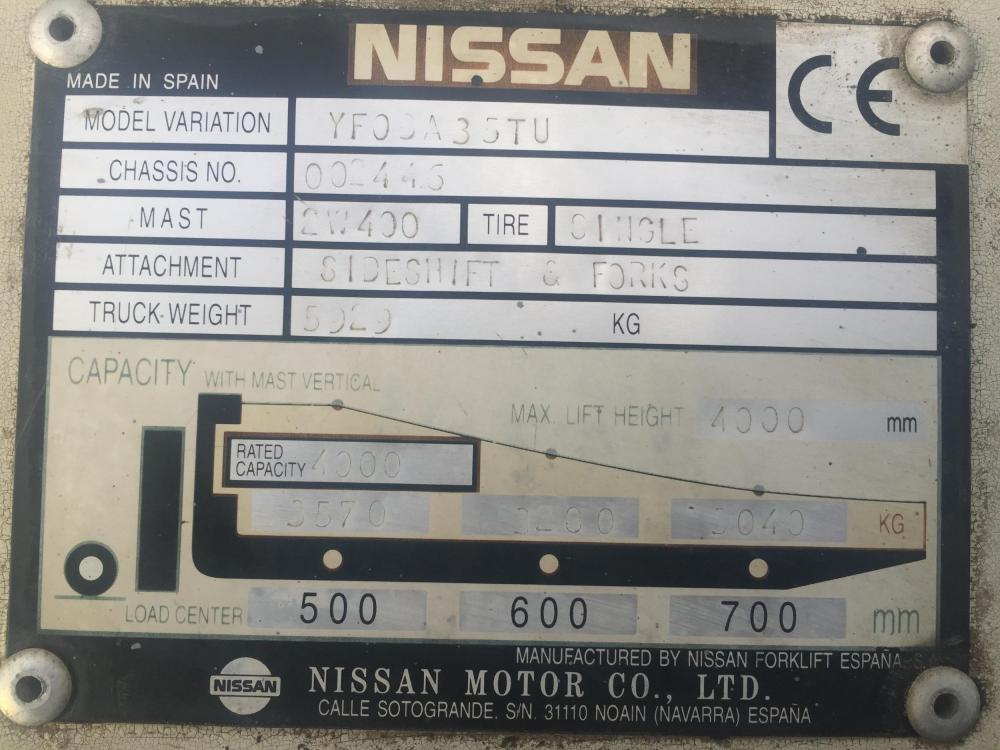 NISSAN
CE
MADE IN SPAIN
MODEL VARIATION YF03A35TU
CHASSIS NO. 002446
MAST 2W400 TIRE SINGLE
ATTACHMENT SIDESHIFT & FORKS
TRUCK WEIGHT KG
CAPACITY WITH MAST VERTICAL
MAX. LIFT HEIGHT 4000 mm
RATED CAPACITY 4000
3570 3040 KG
LOAD CENTER 500 600 700 mm
MANUFACTURED BY NISSAN FORKLIFT ESPAÑA
NISSAN NISSAN MOTOR CO., LTD.
CALLE SOTOGRANDE. S/N. 31110 NOAIN (NAVARRA) ESPAÑA